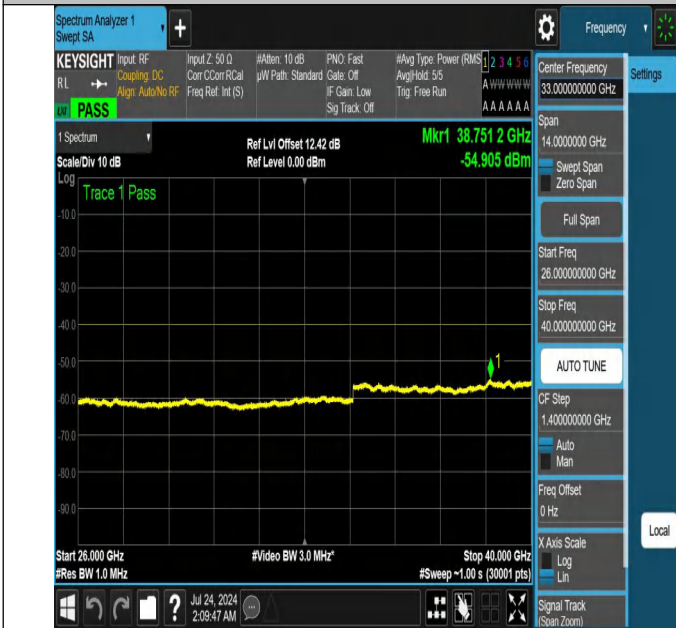 Spectrum Analyzer 1
Swept SA
+
Frequency
KEYSIGHT
RL
Input: RF
Coupling: DC
Align: Auto/No RF
Input Z: 50 Ω
Corr CCorr RCal
Freq Ref: Int (S)
#Atten: 10 dB
µW Path: Standard
PNO: Fast
Gate: Off
IF Gain: Low
Sig Track: Off
#Avg Type: Power (RMS
Avg|Hold: 5/5
Trig: Free Run
1 2 3 4 5 6
A W W W W W
A A A A A A
LXI PASS
1 Spectrum
Scale/Div 10 dB
Ref Lvl Offset 12.42 dB
Ref Level 0.00 dBm
Mkr1 38.751 2 GHz
-54.905 dBm
Log
Trace 1 Pass
-10.0
-20.0
-30.0
-40.0
-50.0
1
-60.0
-70.0
-80.0
-90.0
Start 26.000 GHz
#Res BW 1.0 MHz
#Video BW 3.0 MHz*
Stop 40.000 GHz
#Sweep ~1.00 s (30001 pts)
Center Frequency
33.000000000 GHz
Settings
Span
14.0000000 GHz
Swept Span
Zero Span
Full Span
Start Freq
26.000000000 GHz
Stop Freq
40.000000000 GHz
AUTO TUNE
CF Step
1.400000000 GHz
Auto
Man
Freq Offset
0 Hz
X Axis Scale
Log
Lin
Local
Signal Track
(Span Zoom)
?
Jul 24, 2024
2:09:47 AM